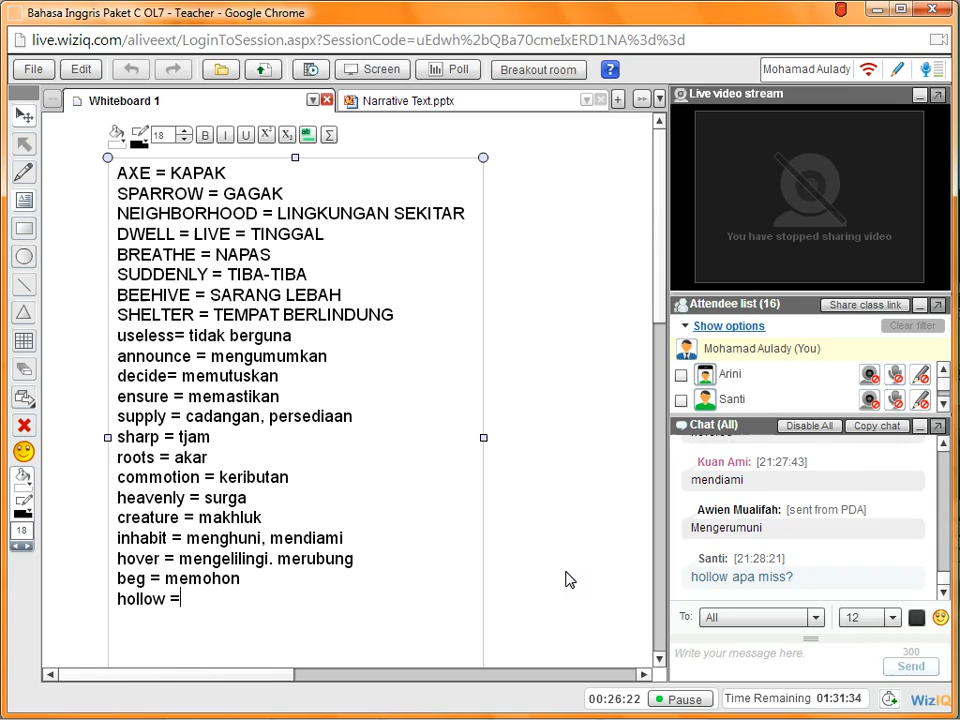 Bahasa Inggris Paket C OL7 - Teacher - Google Chrome
live.wiziq.com/aliveext/LoginToSession.aspx?SessionCode=uEdwh%2bQBa70cmeIxERD1NA%3d%3d
File Edit Screen Poll Breakout room ? Mohamad Aulady
Whiteboard 1 Narrative Text.pptx
18 B I U X² X₂ ab Σ
AXE = KAPAK
SPARROW = GAGAK
NEIGHBORHOOD = LINGKUNGAN SEKITAR
DWELL = LIVE = TINGGAL
BREATHE = NAPAS
SUDDENLY = TIBA-TIBA
BEEHIVE = SARANG LEBAH
SHELTER = TEMPAT BERLINDUNG
useless= tidak berguna
announce = mengumumkan
decide= memutuskan
ensure = memastikan
supply = cadangan, persediaan
sharp = tjam
roots = akar
commotion = keributan
heavenly = surga
creature = makhluk
inhabit = menghuni, mendiami
hover = mengelilingi. merubung
beg = memohon
hollow =
18
Live video stream
You have stopped sharing video
Attendee list (16) Share class link
Show options Clear filter
Mohamad Aulady (You)
Arini
Santi
Chat (All) Disable All Copy chat
Kuan Ami: [21:27:43]
mendiami
Awien Mualifah: [sent from PDA]
Mengerumuni
Santi: [21:28:21]
hollow apa miss?
To: All 12
Write your message here.
300
Send
00:26:22 Pause Time Remaining 01:31:34 WizIQ